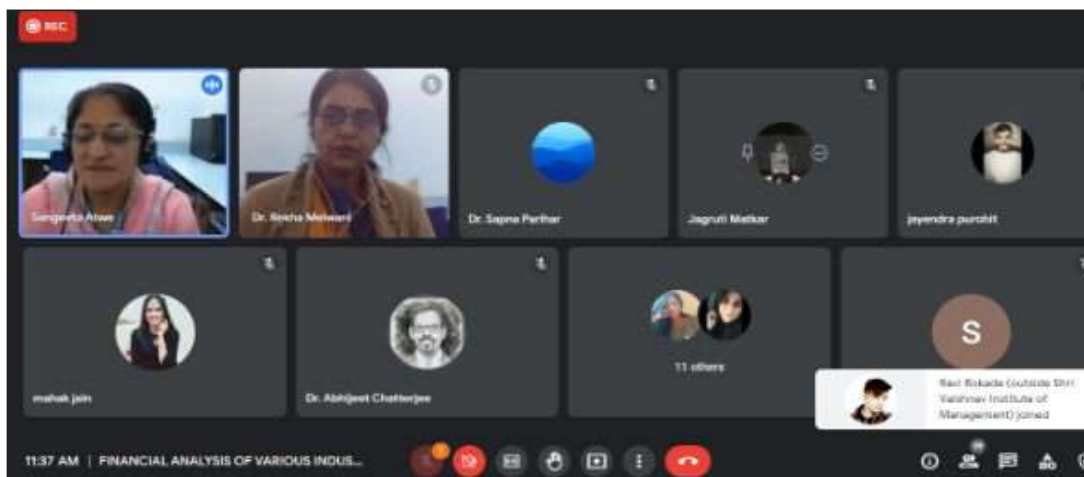 REC
Sangeeta Atwe
Dr. Rekha Melwani
Dr. Sapna Parihar
Jagruti Matkar
jayendra purohit
mahak jain
Dr. Abhijeet Chatterjee
11 others
S
Ravi Rokade (outside Shri
Vaishnav Institute of
Management) joined
11:37 AM | FINANCIAL ANALYSIS OF VARIOUS INDUS...